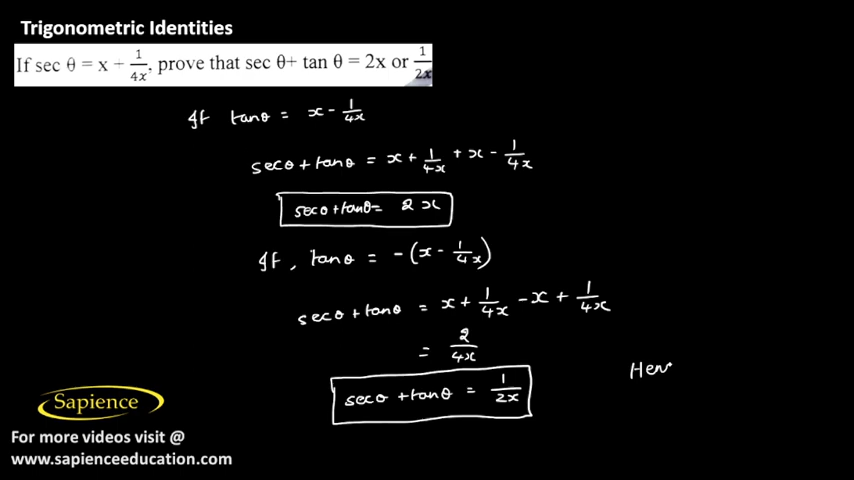 Trigonometric Identities
If sec θ = x + 1/4x, prove that sec θ+ tan θ = 2x or 1/2x
If tanθ = x - 1/4x
secθ + tanθ = x + 1/4x + x - 1/4x
secθ + tanθ = 2x
If, tanθ = -(x - 1/4x)
secθ + tanθ = x + 1/4x - x + 1/4x
= 2/4x
Hen
secθ + tanθ = 1/2x
Sapience
For more videos visit @
www.sapienceeducation.com